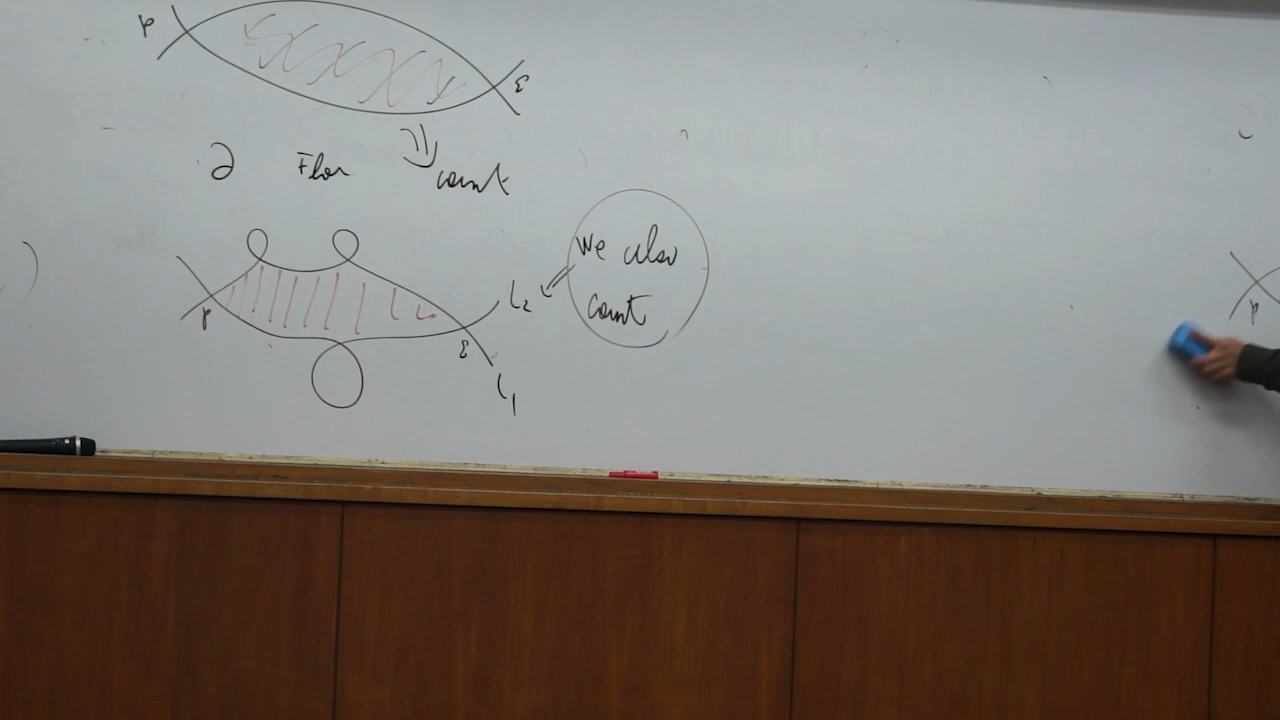 p
∂ Floer count
we also
count
p
L2
L1
p